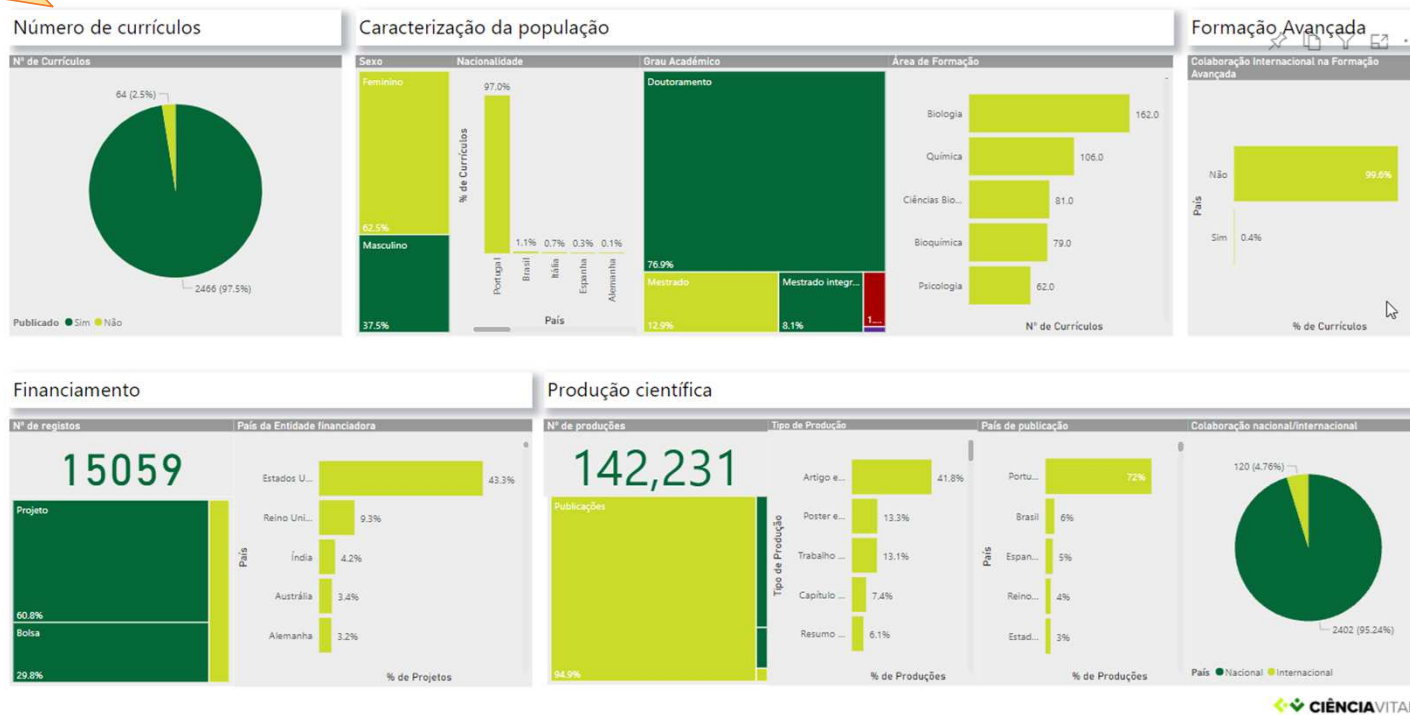 Número de currículos
Nº de Currículos
64 (2.5%)
2466 (97.5%)
Publicado Sim Não
Caracterização da população
Sexo
Feminino
62.5%
Masculino
37.5%
Nacionalidade
% de Currículos
97.0%
1.1%
0.7%
0.3%
0.1%
Portugal
Brasil
Itália
Espanha
Alemanha
País
Grau Académico
Doutoramento
76.9%
Mestrado
12.9%
Mestrado integr...
8.1%
1....
Área de Formação
Biologia 162.0
Química 106.0
Ciências Bio... 81.0
Bioquímica 79.0
Psicologia 62.0
Nº de Currículos
Formação Avançada
Colaboração Internacional na Formação
Avançada
País
Não 99.6%
Sim 0.4%
% de Currículos
Financiamento
Nº de registos
15059
Projeto
60.8%
Bolsa
29.8%
País da Entidade financiadora
País
Estados U... 43.3%
Reino Uni... 9.3%
Índia 4.2%
Austrália 3.4%
Alemanha 3.2%
% de Projetos
Produção científica
Nº de produções
142,231
Publicações
94.9%
Tipo de Produção
Tipo de Produção
Artigo e... 41.8%
Poster e... 13.3%
Trabalho ... 13.1%
Capítulo ... 7.4%
Resumo ... 6.1%
% de Produções
País de publicação
País
Portu... 72%
Brasil 6%
Espan... 5%
Reino... 4%
Estad... 3%
% de Produções
Colaboração nacional/internacional
120 (4.76%)
2402 (95.24%)
País Nacional Internacional
CIÊNCIAVITAE